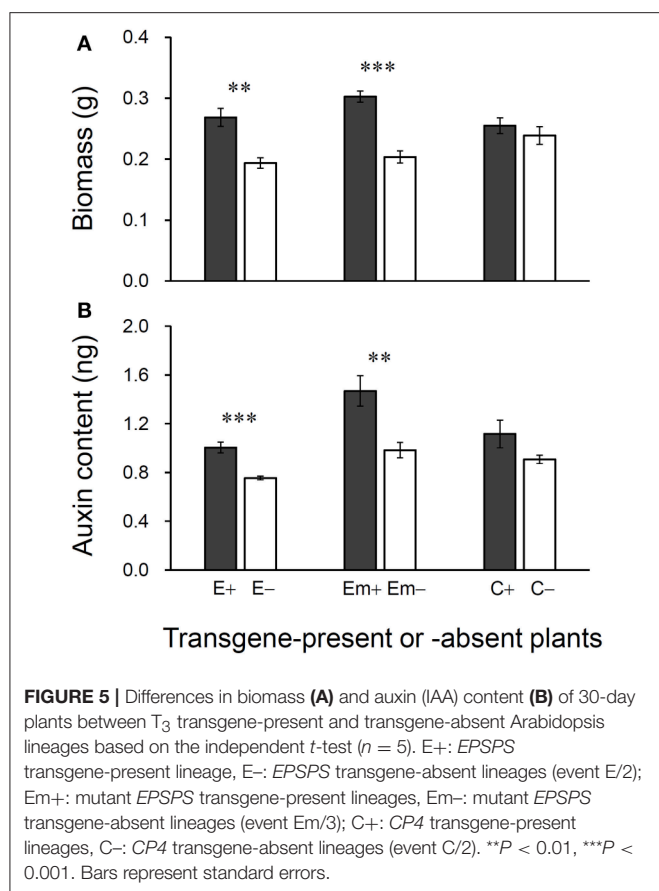 A
Biomass (g)
0.4
0.3
0.2
0.1
0.0
**
***
B
Auxin content (ng)
1.6
1.2
0.8
0.4
0.0
***
**
E+ E– Em+ Em– C+ C–
Transgene-present or -absent plants
FIGURE 5 | Differences in biomass (A) and auxin (IAA) content (B) of 30-day
plants between T3 transgene-present and transgene-absent Arabidopsis
lineages based on the independent t-test (n = 5). E+: EPSPS
transgene-present lineage, E–: EPSPS transgene-absent lineages (event E/2);
Em+: mutant EPSPS transgene-present lineages, Em–: mutant EPSPS
transgene-absent lineages (event Em/3); C+: CP4 transgene-present
lineages, C–: CP4 transgene-absent lineages (event C/2). **P < 0.01, ***P <
0.001. Bars represent standard errors.